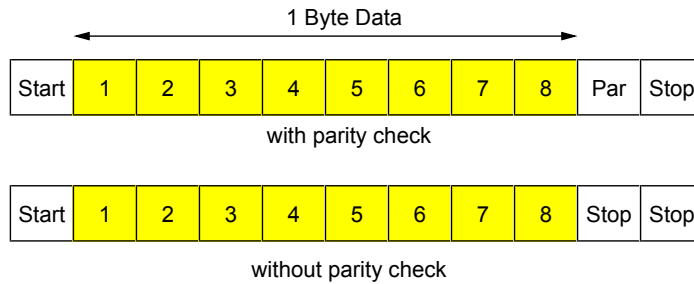 1 Byte Data
Start 1 2 3 4 5 6 7 8 Par Stop
with parity check
Start 1 2 3 4 5 6 7 8 Stop Stop
without parity check